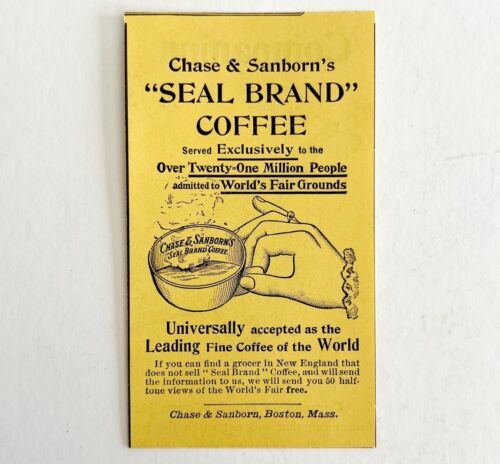 Chase & Sanborn's
"SEAL BRAND"
COFFEE
Served Exclusively to the
Over Twenty-One Million People
admitted to World's Fair Grounds
CHASE & SANBORN'S
"SEAL BRAND" COFFEE.
Universally accepted as the
Leading Fine Coffee of the World
If you can find a grocer in New England that
does not sell "Seal Brand" Coffee, and will send
the information to us, we will send you 50 half-
tone views of the World's Fair free.
Chase & Sanborn, Boston, Mass.